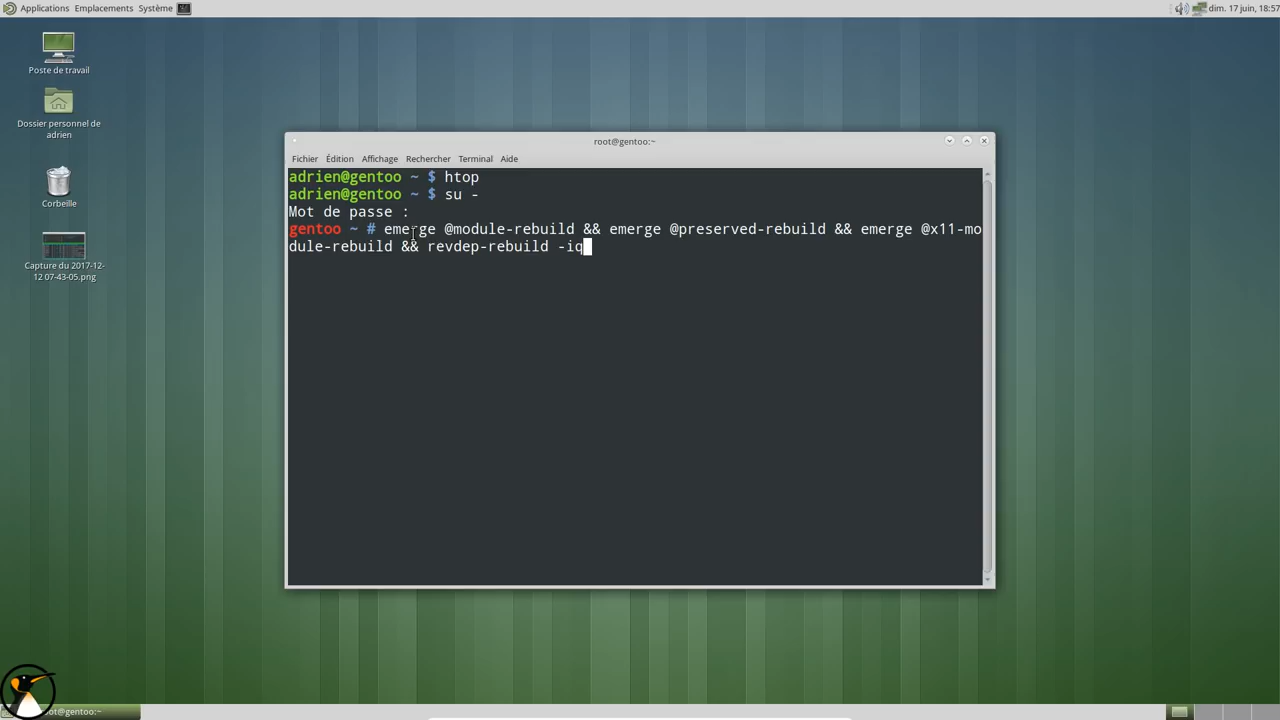 Applications Emplacements Système
dim. 17 juin, 18:57
Poste de travail
Dossier personnel de
adrien
Corbeille
Capture du 2017-12-
12 07-43-05.png
root@gentoo:~
Fichier Édition Affichage Rechercher Terminal Aide
adrien@gentoo ~ $ htop
adrien@gentoo ~ $ su -
Mot de passe :
gentoo ~ # emerge @module-rebuild && emerge @preserved-rebuild && emerge @x11-mo
dule-rebuild && revdep-rebuild -iq
root@gentoo:~